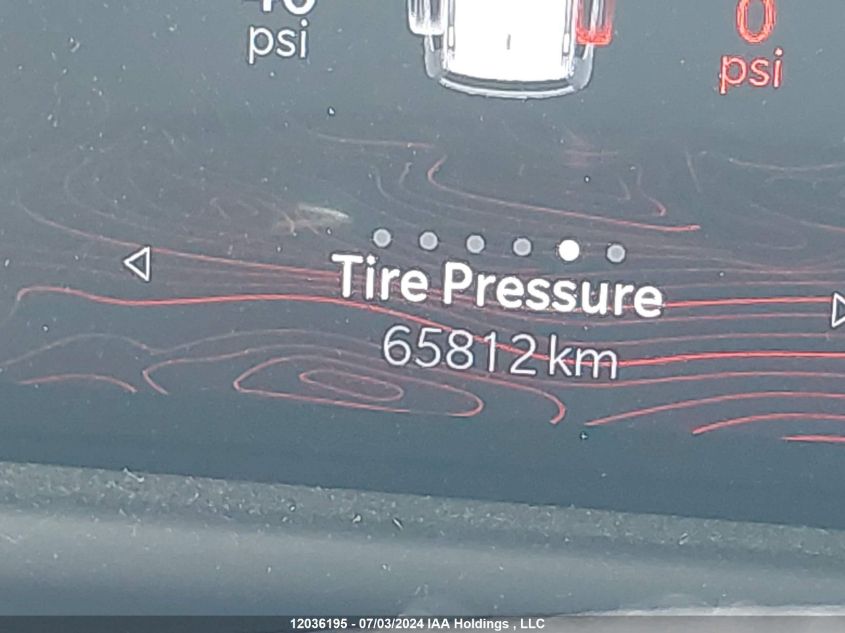 psi
0
psi
Tire Pressure
65812 km
12036195 - 07/03/2024 IAA Holdings , LLC